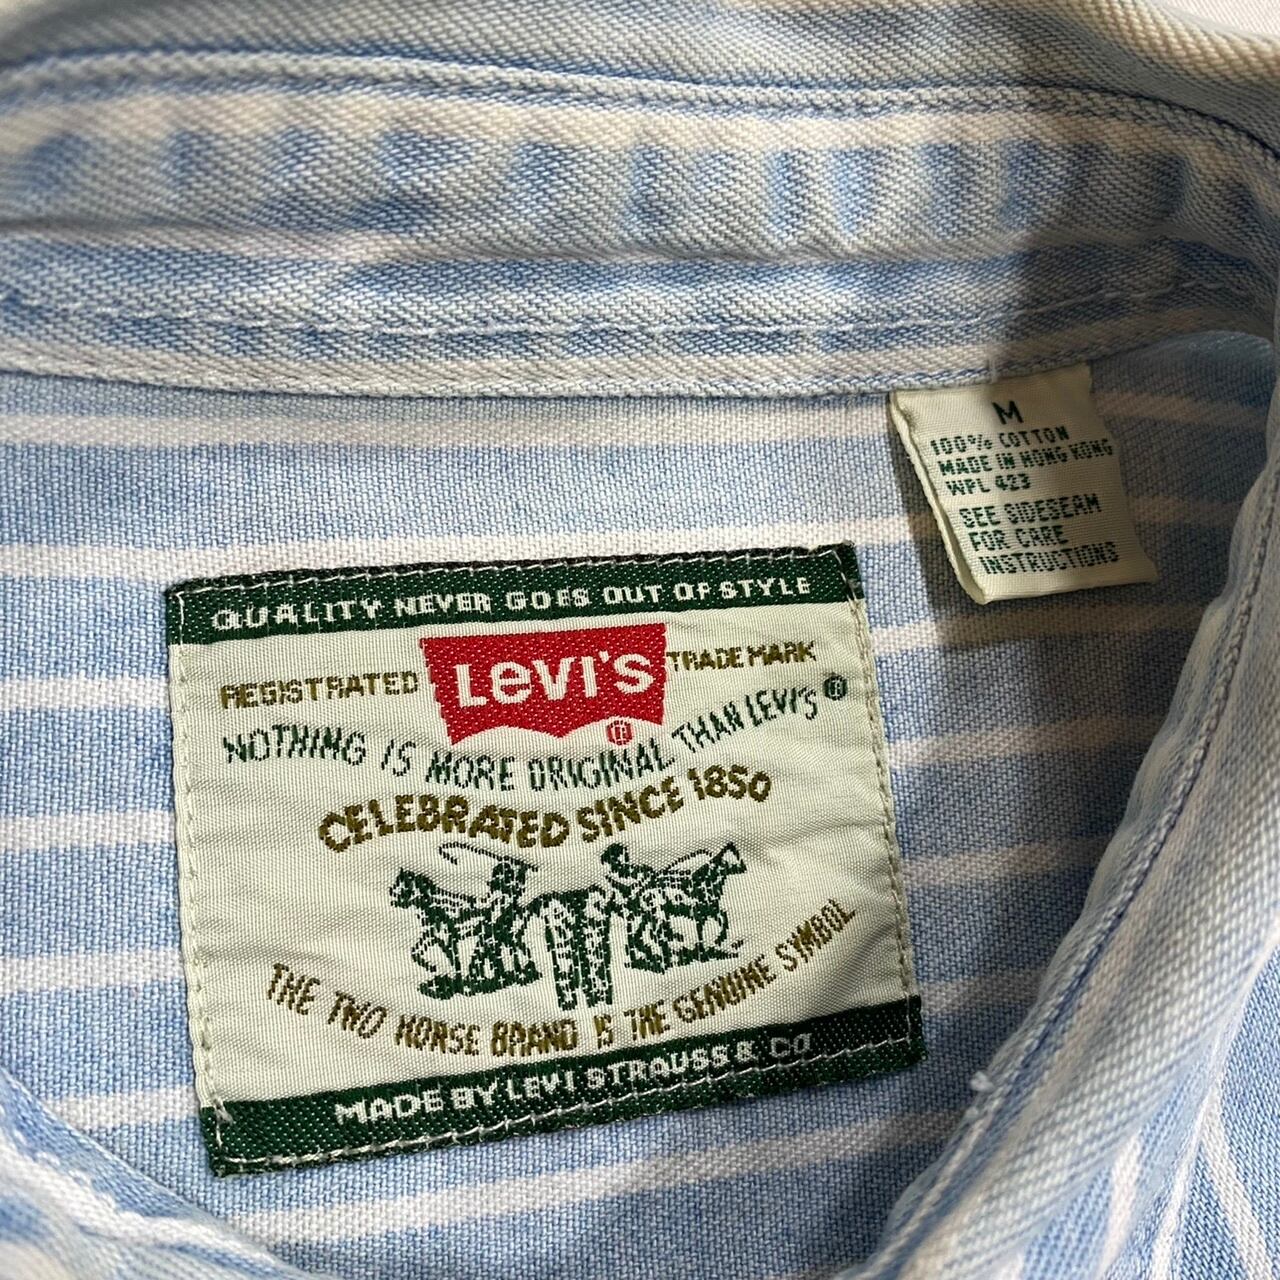 M
100% COTTON
MADE IN HONG KONG
WPL 423
SEE SIDESEAM
FOR CARE
INSTRUCTIONS
QUALITY NEVER GOES OUT OF STYLE
REGISTRATED LEVI'S ® TRADE MARK
NOTHING IS MORE ORIGINAL THAN LEVI'S ®
CELEBRATED SINCE 1850
THE TWO HORSE BRAND IS THE GENUINE SYMBOL
MADE BY LEVI STRAUSS & CO